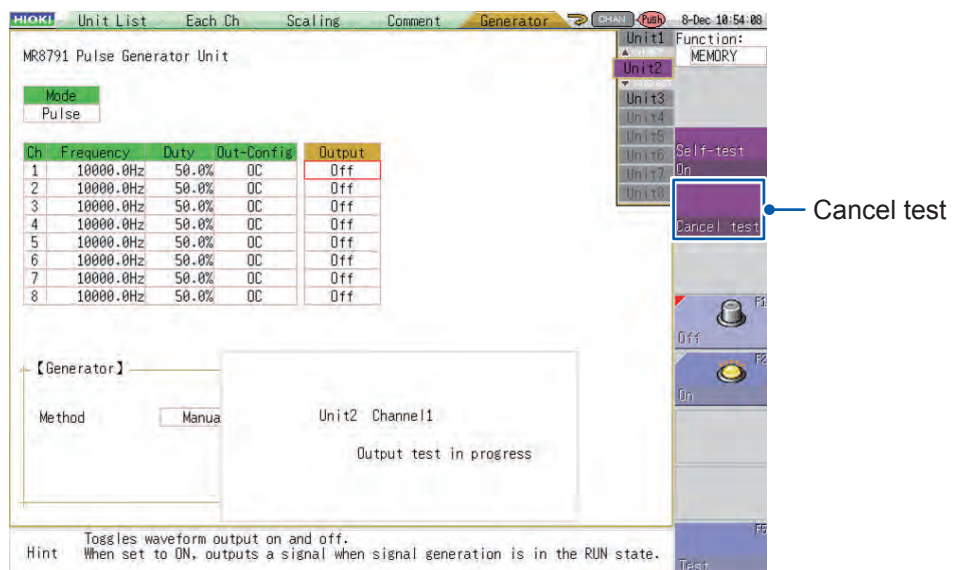 HIOKI Unit List Each Ch Scaling Comment Generator CHAN Push 8-Dec 10:54:08
Unit1 Function:
MEMORY
MR8791 Pulse Generator Unit
Unit2
Mode
Pulse
Unit3
Unit4
Unit5
Unit6
Unit7
Unit8
Self-test
On
Cancel test
Cancel test
Ch Frequency Duty Out-Config Output
1 10000.0Hz 50.0% OC Off
2 10000.0Hz 50.0% OC Off
3 10000.0Hz 50.0% OC Off
4 10000.0Hz 50.0% OC Off
5 10000.0Hz 50.0% OC Off
6 10000.0Hz 50.0% OC Off
7 10000.0Hz 50.0% OC Off
8 10000.0Hz 50.0% OC Off
F1
Off
F2
On
【Generator】
Method Manua
Unit2 Channel1
Output test in progress
F5
Test
Hint Toggles waveform output on and off.
When set to ON, outputs a signal when signal generation is in the RUN state.